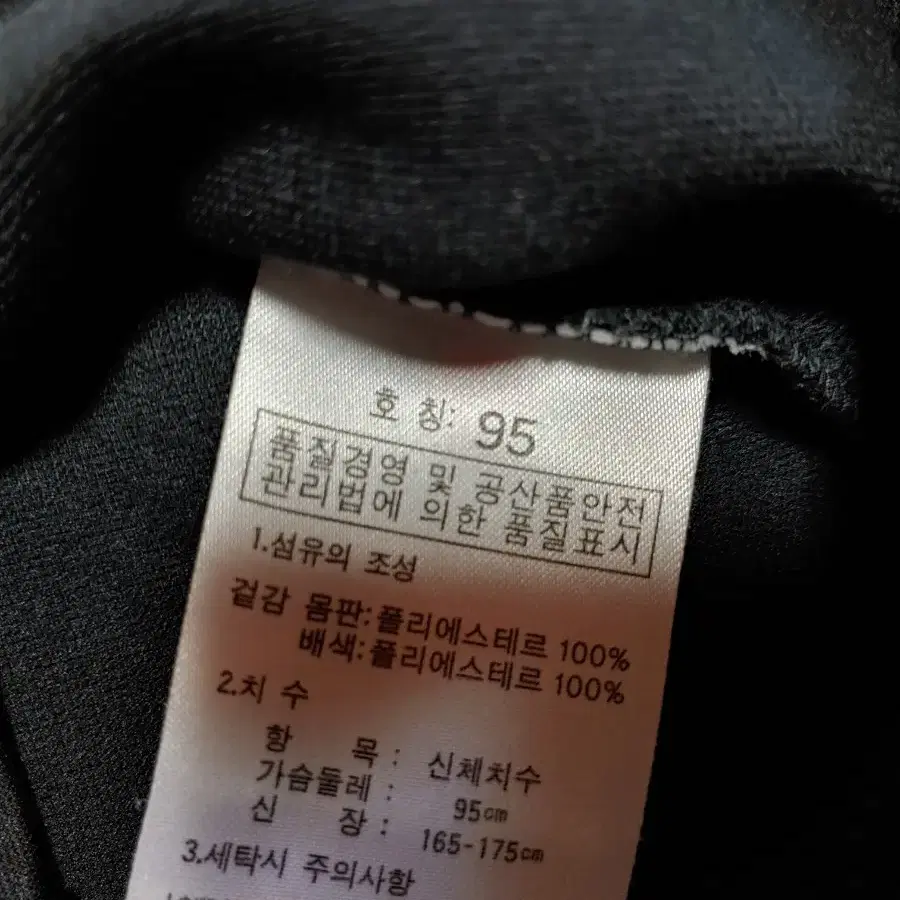 호 칭: 95
품질경영 및 공산품안전
관리법에 의한 품질표시
1.섬유의 조성
겉감 몸판:폴리에스테르 100%
배색:폴리에스테르 100%
2.치 수
항 목 : 신체치수
가슴둘레 : 95cm
신 장 : 165-175cm
3.세탁시 주의사항